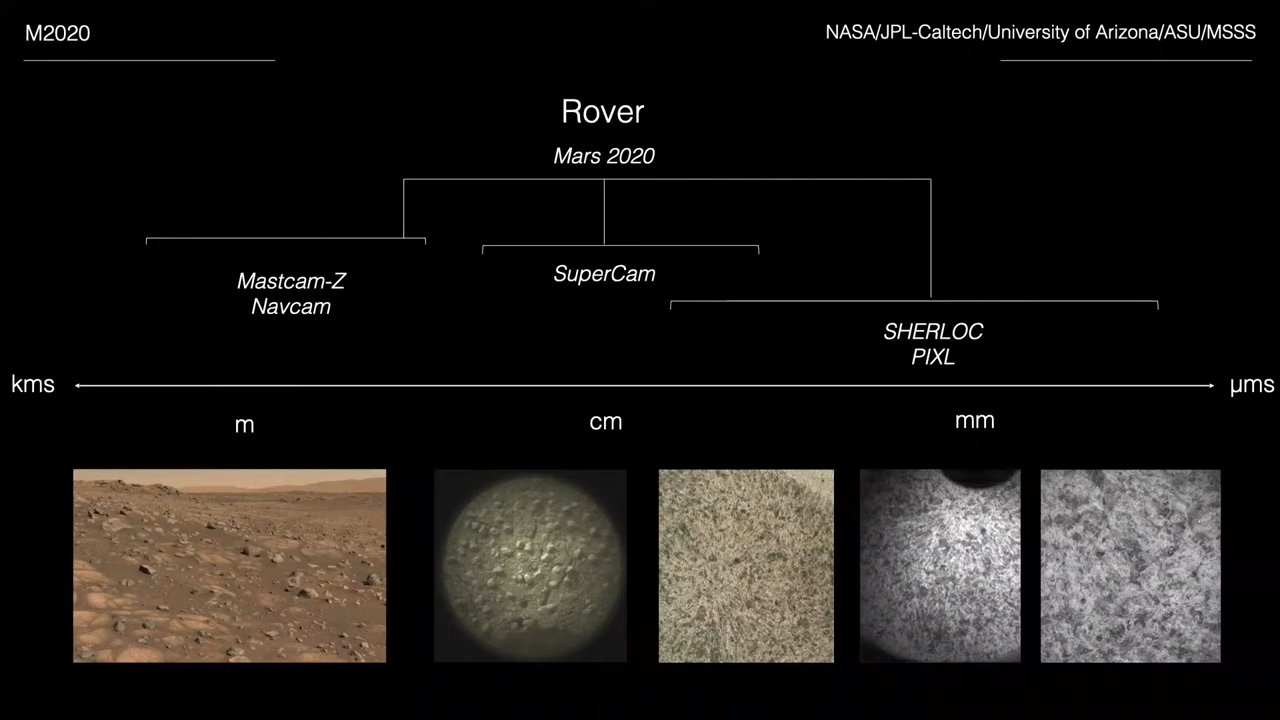 M2020
NASA/JPL-Caltech/University of Arizona/ASU/MSSS
Rover
Mars 2020
Mastcam-Z
Navcam
SuperCam
SHERLOC
PIXL
kms
µms
m
cm
mm